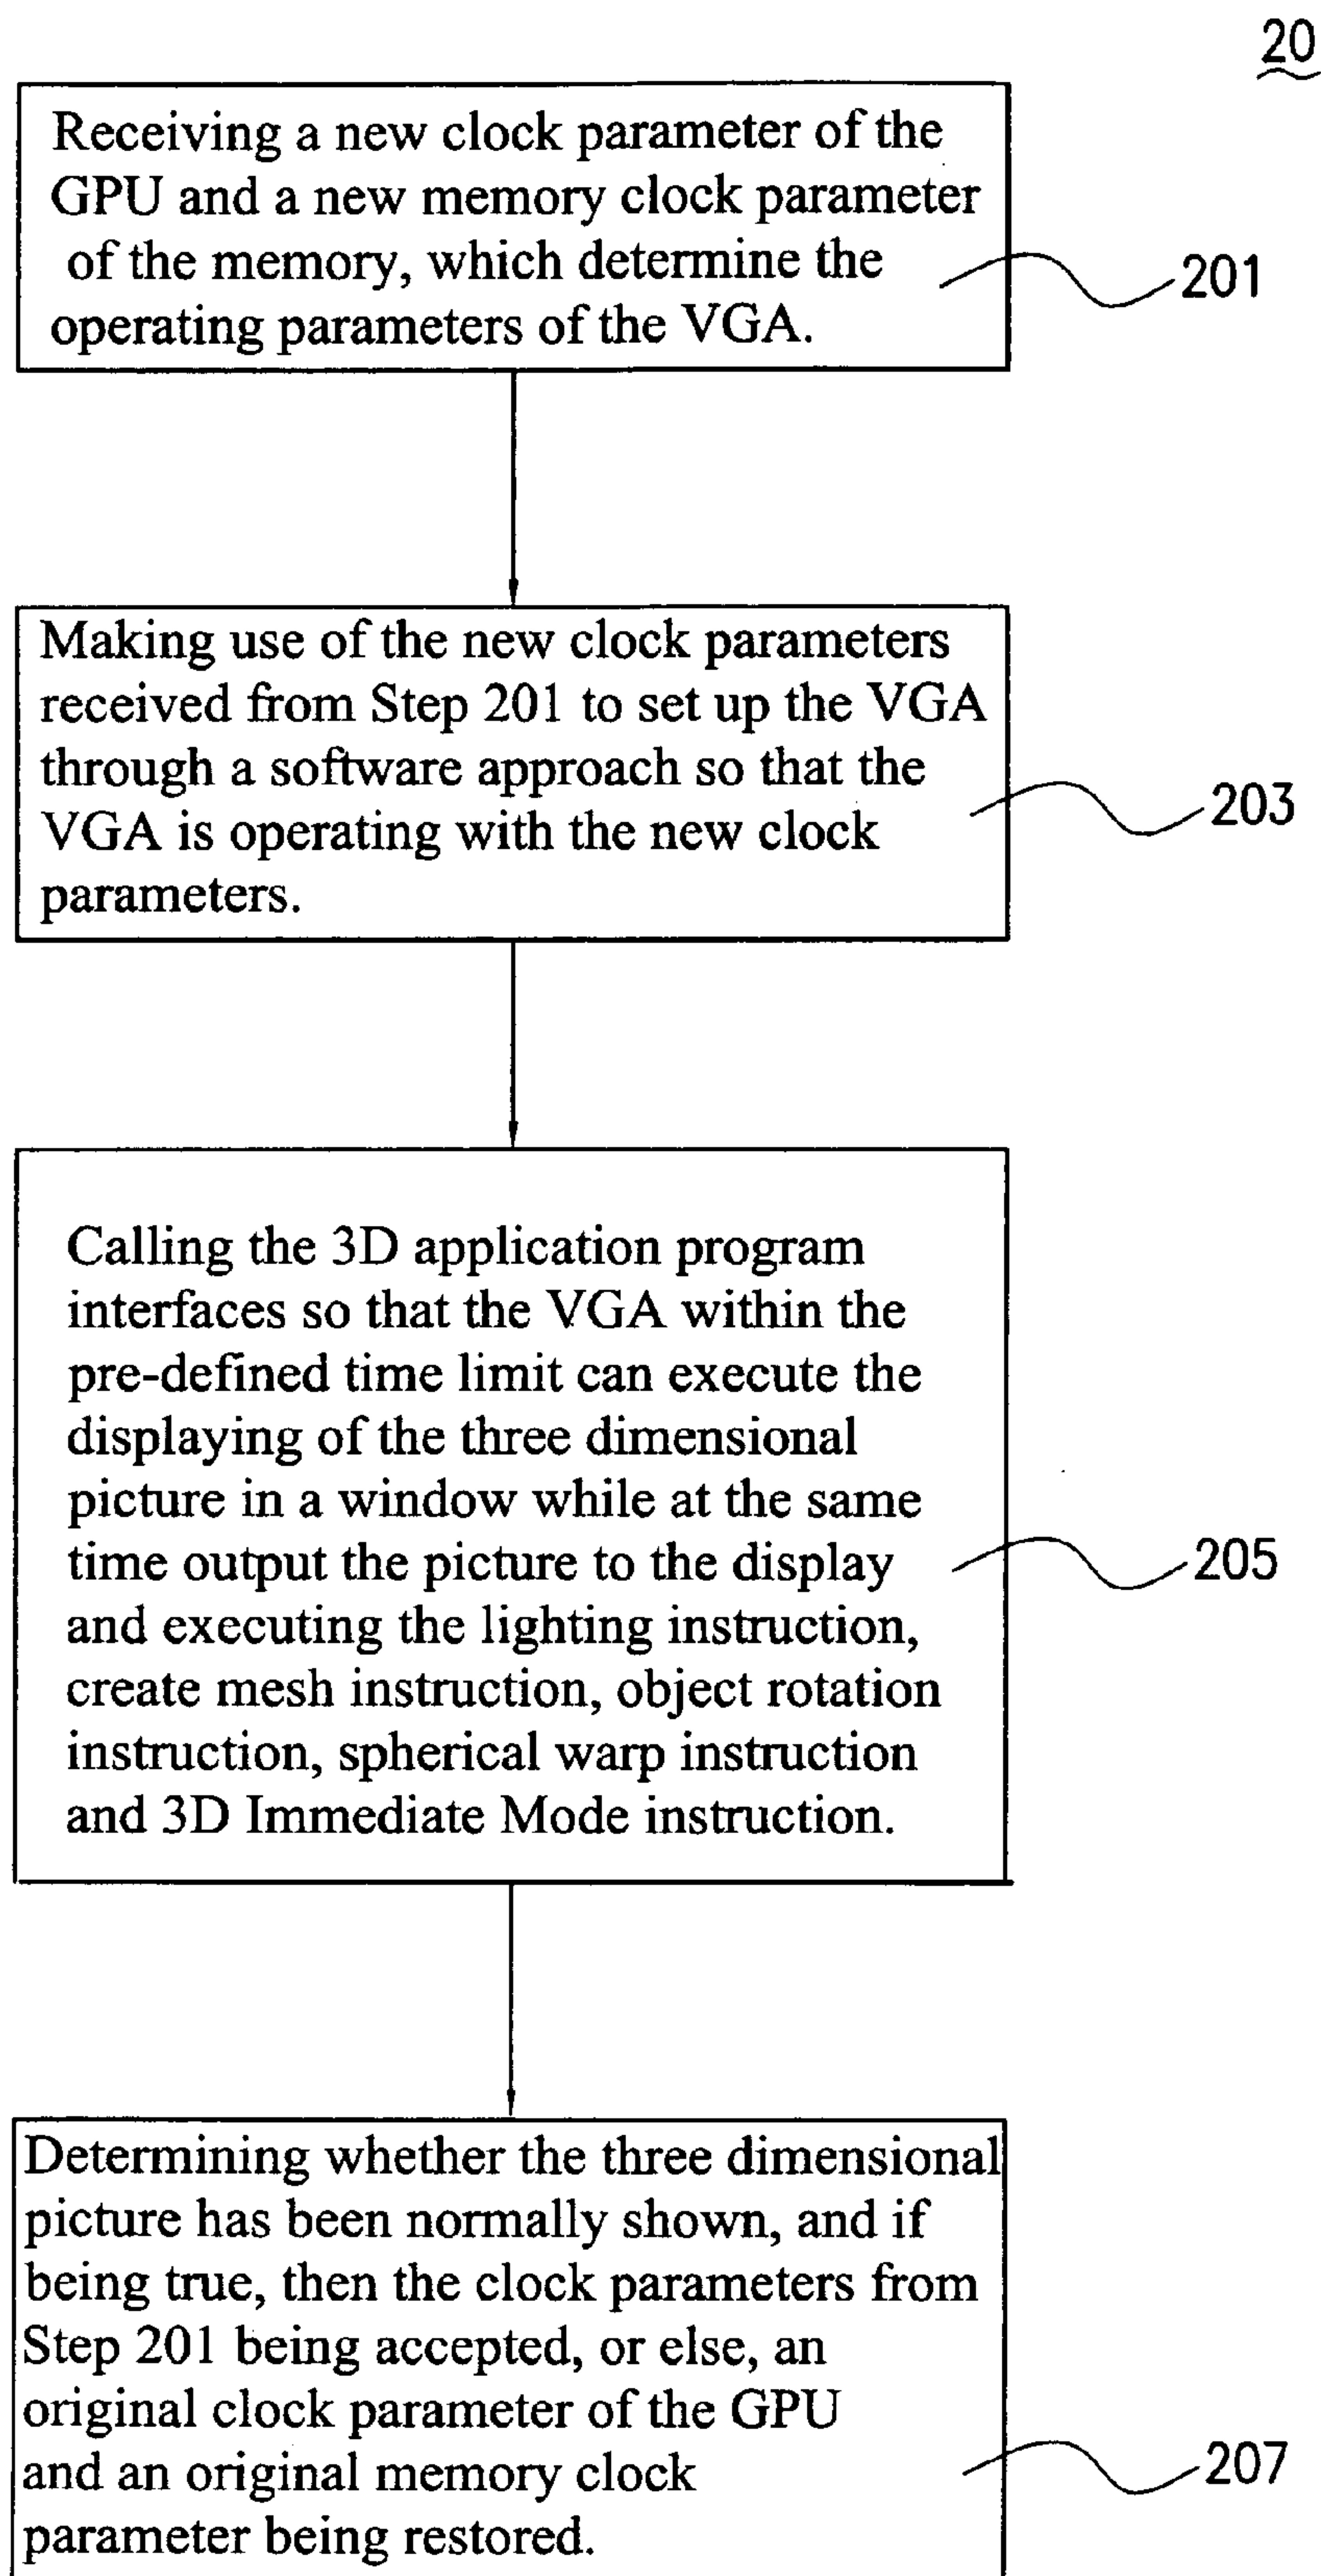 20
Receiving a new clock parameter of the
GPU and a new memory clock parameter
of the memory, which determine the
operating parameters of the VGA.
201
Making use of the new clock parameters
received from Step 201 to set up the VGA
through a software approach so that the
VGA is operating with the new clock
parameters.
203
Calling the 3D application program
interfaces so that the VGA within the
pre-defined time limit can execute the
displaying of the three dimensional
picture in a window while at the same
time output the picture to the display
and executing the lighting instruction,
create mesh instruction, object rotation
instruction, spherical warp instruction
and 3D Immediate Mode instruction.
205
Determining whether the three dimensional
picture has been normally shown, and if
being true, then the clock parameters from
Step 201 being accepted, or else, an
original clock parameter of the GPU
and an original memory clock
parameter being restored.
207